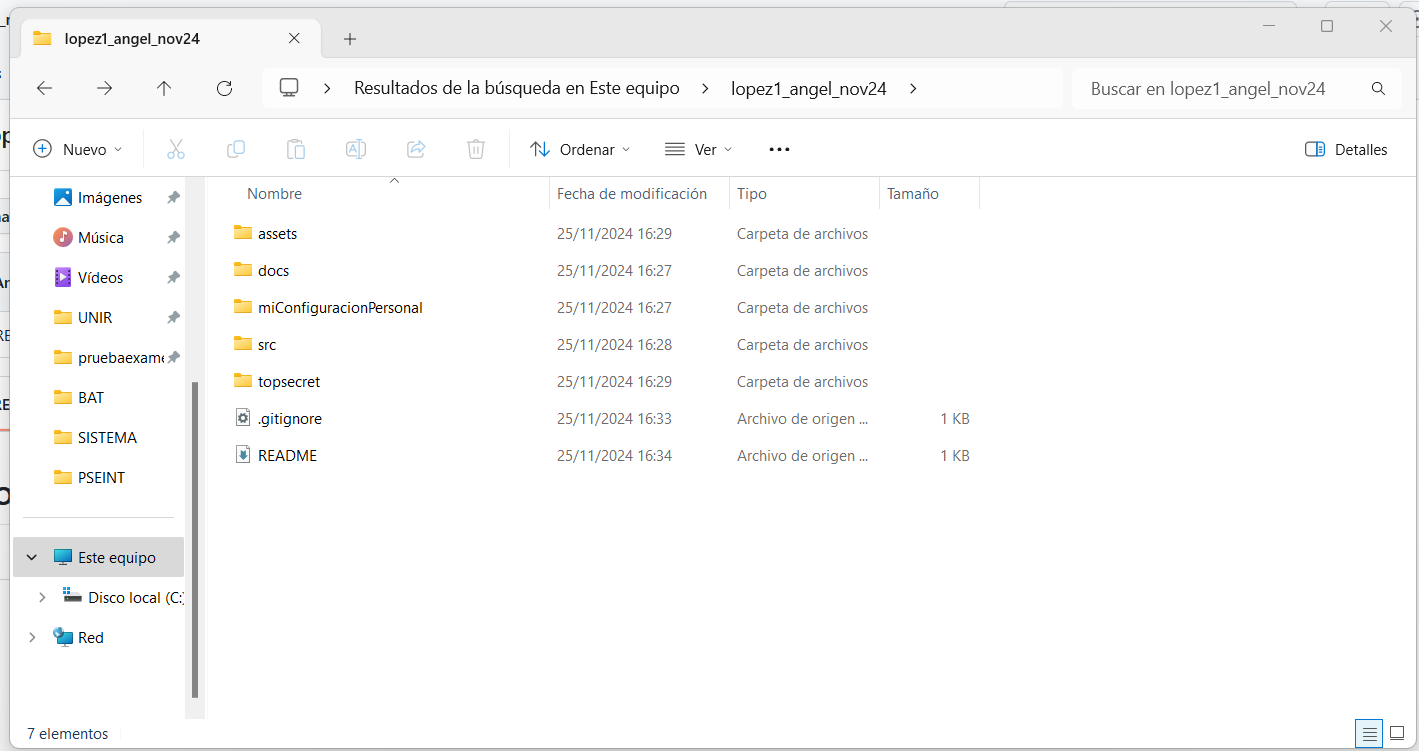 lopez1_angel_nov24
Resultados de la búsqueda en Este equipo
lopez1_angel_nov24
Buscar en lopez1_angel_nov24
Nuevo
Ordenar
Ver
Detalles
Imágenes
Música
Vídeos
UNIR
pruebaexame
BAT
SISTEMA
PSEINT
Este equipo
Disco local (C:)
Red
Nombre Fecha de modificación Tipo Tamaño
assets 25/11/2024 16:29 Carpeta de archivos
docs 25/11/2024 16:27 Carpeta de archivos
miConfiguracionPersonal 25/11/2024 16:27 Carpeta de archivos
src 25/11/2024 16:28 Carpeta de archivos
topsecret 25/11/2024 16:29 Carpeta de archivos
.gitignore 25/11/2024 16:33 Archivo de origen ... 1 KB
README 25/11/2024 16:34 Archivo de origen ... 1 KB
7 elementos